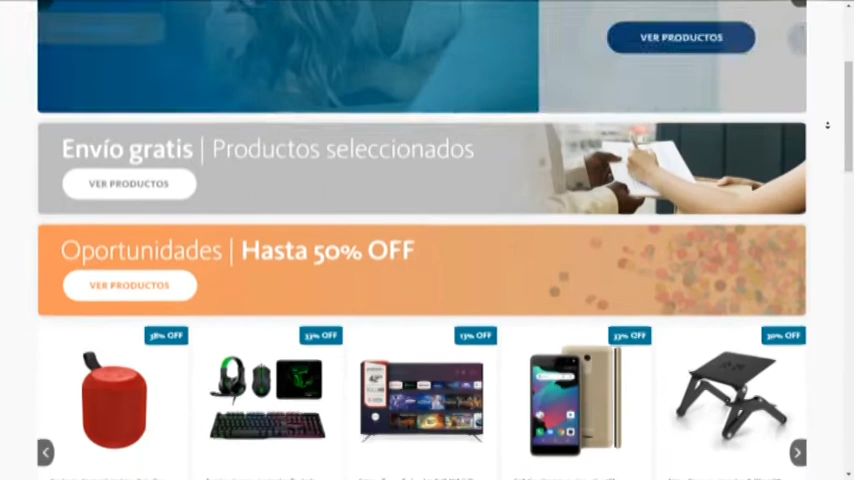 VER PRODUCTOS
Envío gratis | Productos seleccionados
VER PRODUCTOS
Oportunidades | Hasta 50% OFF
VER PRODUCTOS
38% OFF
33% OFF
13% OFF
33% OFF
30% OFF
42"